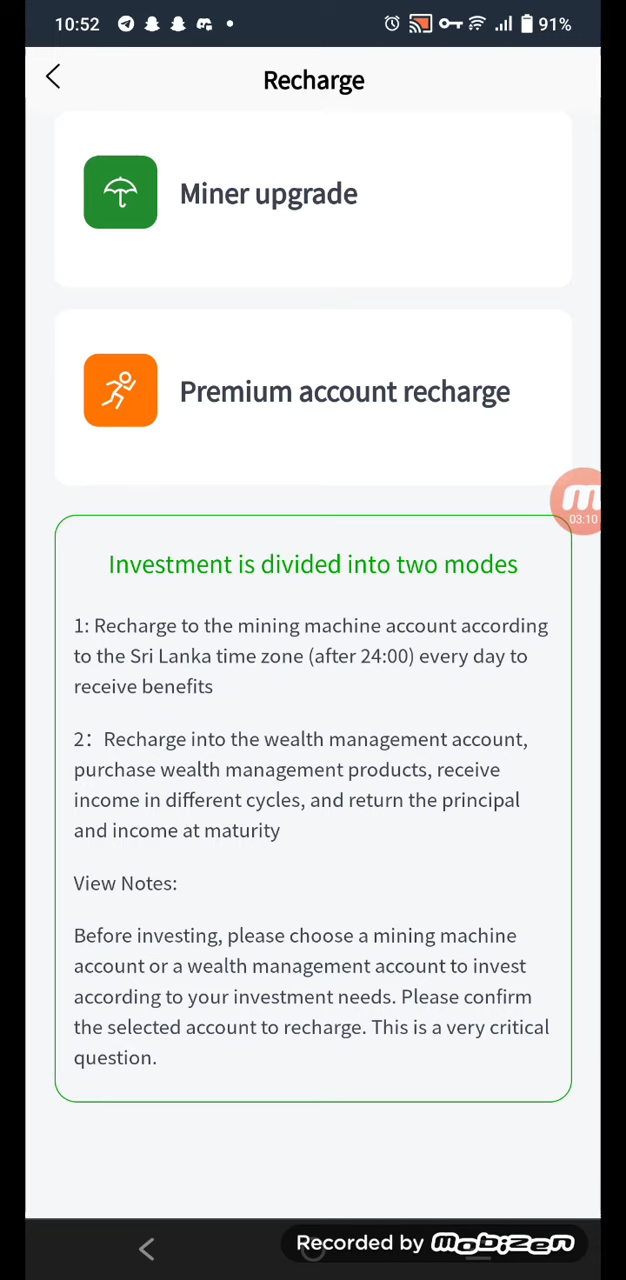 10:52
91%
Recharge
Miner upgrade
Premium account recharge
03:10
Investment is divided into two modes
1: Recharge to the mining machine account according
to the Sri Lanka time zone (after 24:00) every day to
receive benefits
2：Recharge into the wealth management account,
purchase wealth management products, receive
income in different cycles, and return the principal
and income at maturity
View Notes:
Before investing, please choose a mining machine
account or a wealth management account to invest
according to your investment needs. Please confirm
the selected account to recharge. This is a very critical
question.
Recorded by mobizen